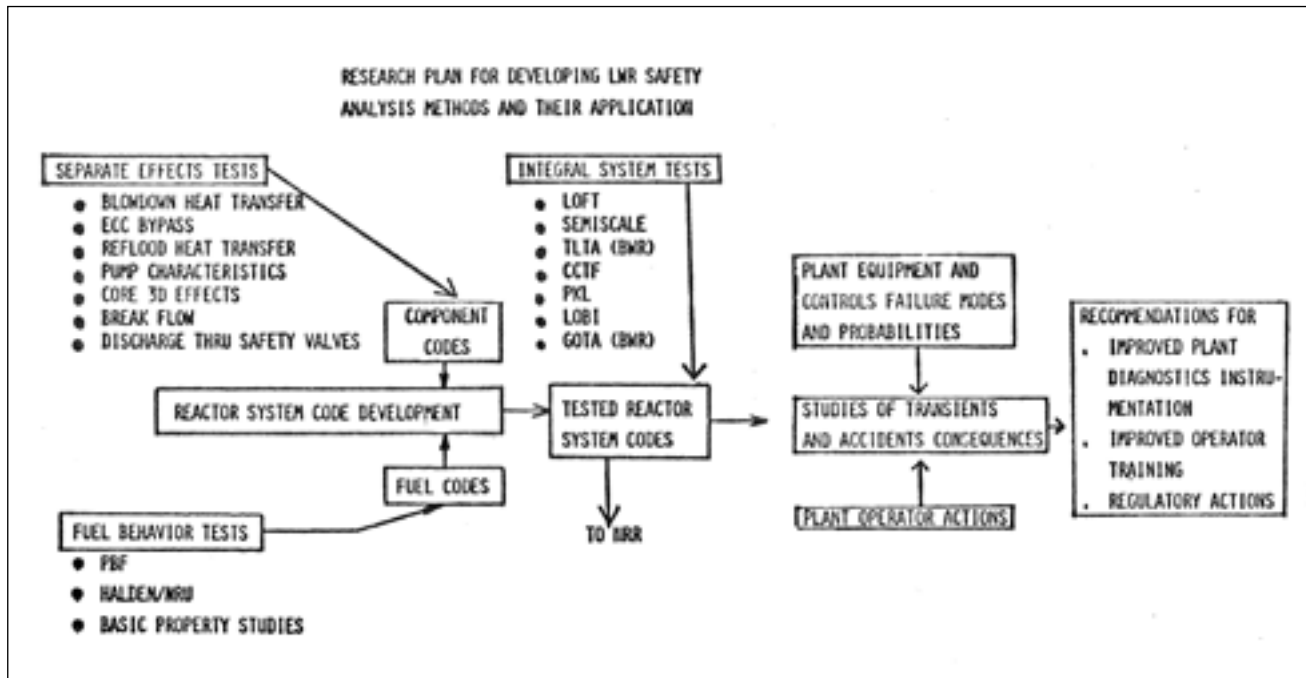 RESEARCH PLAN FOR DEVELOPING LWR SAFETY
ANALYSIS METHODS AND THEIR APPLICATION
SEPARATE EFFECTS TESTS
● BLOWDOWN HEAT TRANSFER
● ECC BYPASS
● REFLOOD HEAT TRANSFER
● PUMP CHARACTERISTICS
● CORE 3D EFFECTS
● BREAK FLOW
● DISCHARGE THRU SAFETY VALVES
COMPONENT
CODES
REACTOR SYSTEM CODE DEVELOPMENT
FUEL CODES
FUEL BEHAVIOR TESTS
● PBF
● HALDEN/NRU
● BASIC PROPERTY STUDIES
INTEGRAL SYSTEM TESTS
● LOFT
● SEMISCALE
● TLTA (BWR)
● CCTF
● PKL
● LOBI
● GOTA (BWR)
TESTED REACTOR
SYSTEM CODES
TO NRR
PLANT EQUIPMENT AND
CONTROLS FAILURE MODES
AND PROBABILITIES
STUDIES OF TRANSIENTS
AND ACCIDENTS CONSEQUENCES
PLANT OPERATOR ACTIONS
RECOMMENDATIONS FOR
. IMPROVED PLANT
DIAGNOSTICS INSTRU-
MENTATION
. IMPROVED OPERATOR
TRAINING
. REGULATORY ACTIONS